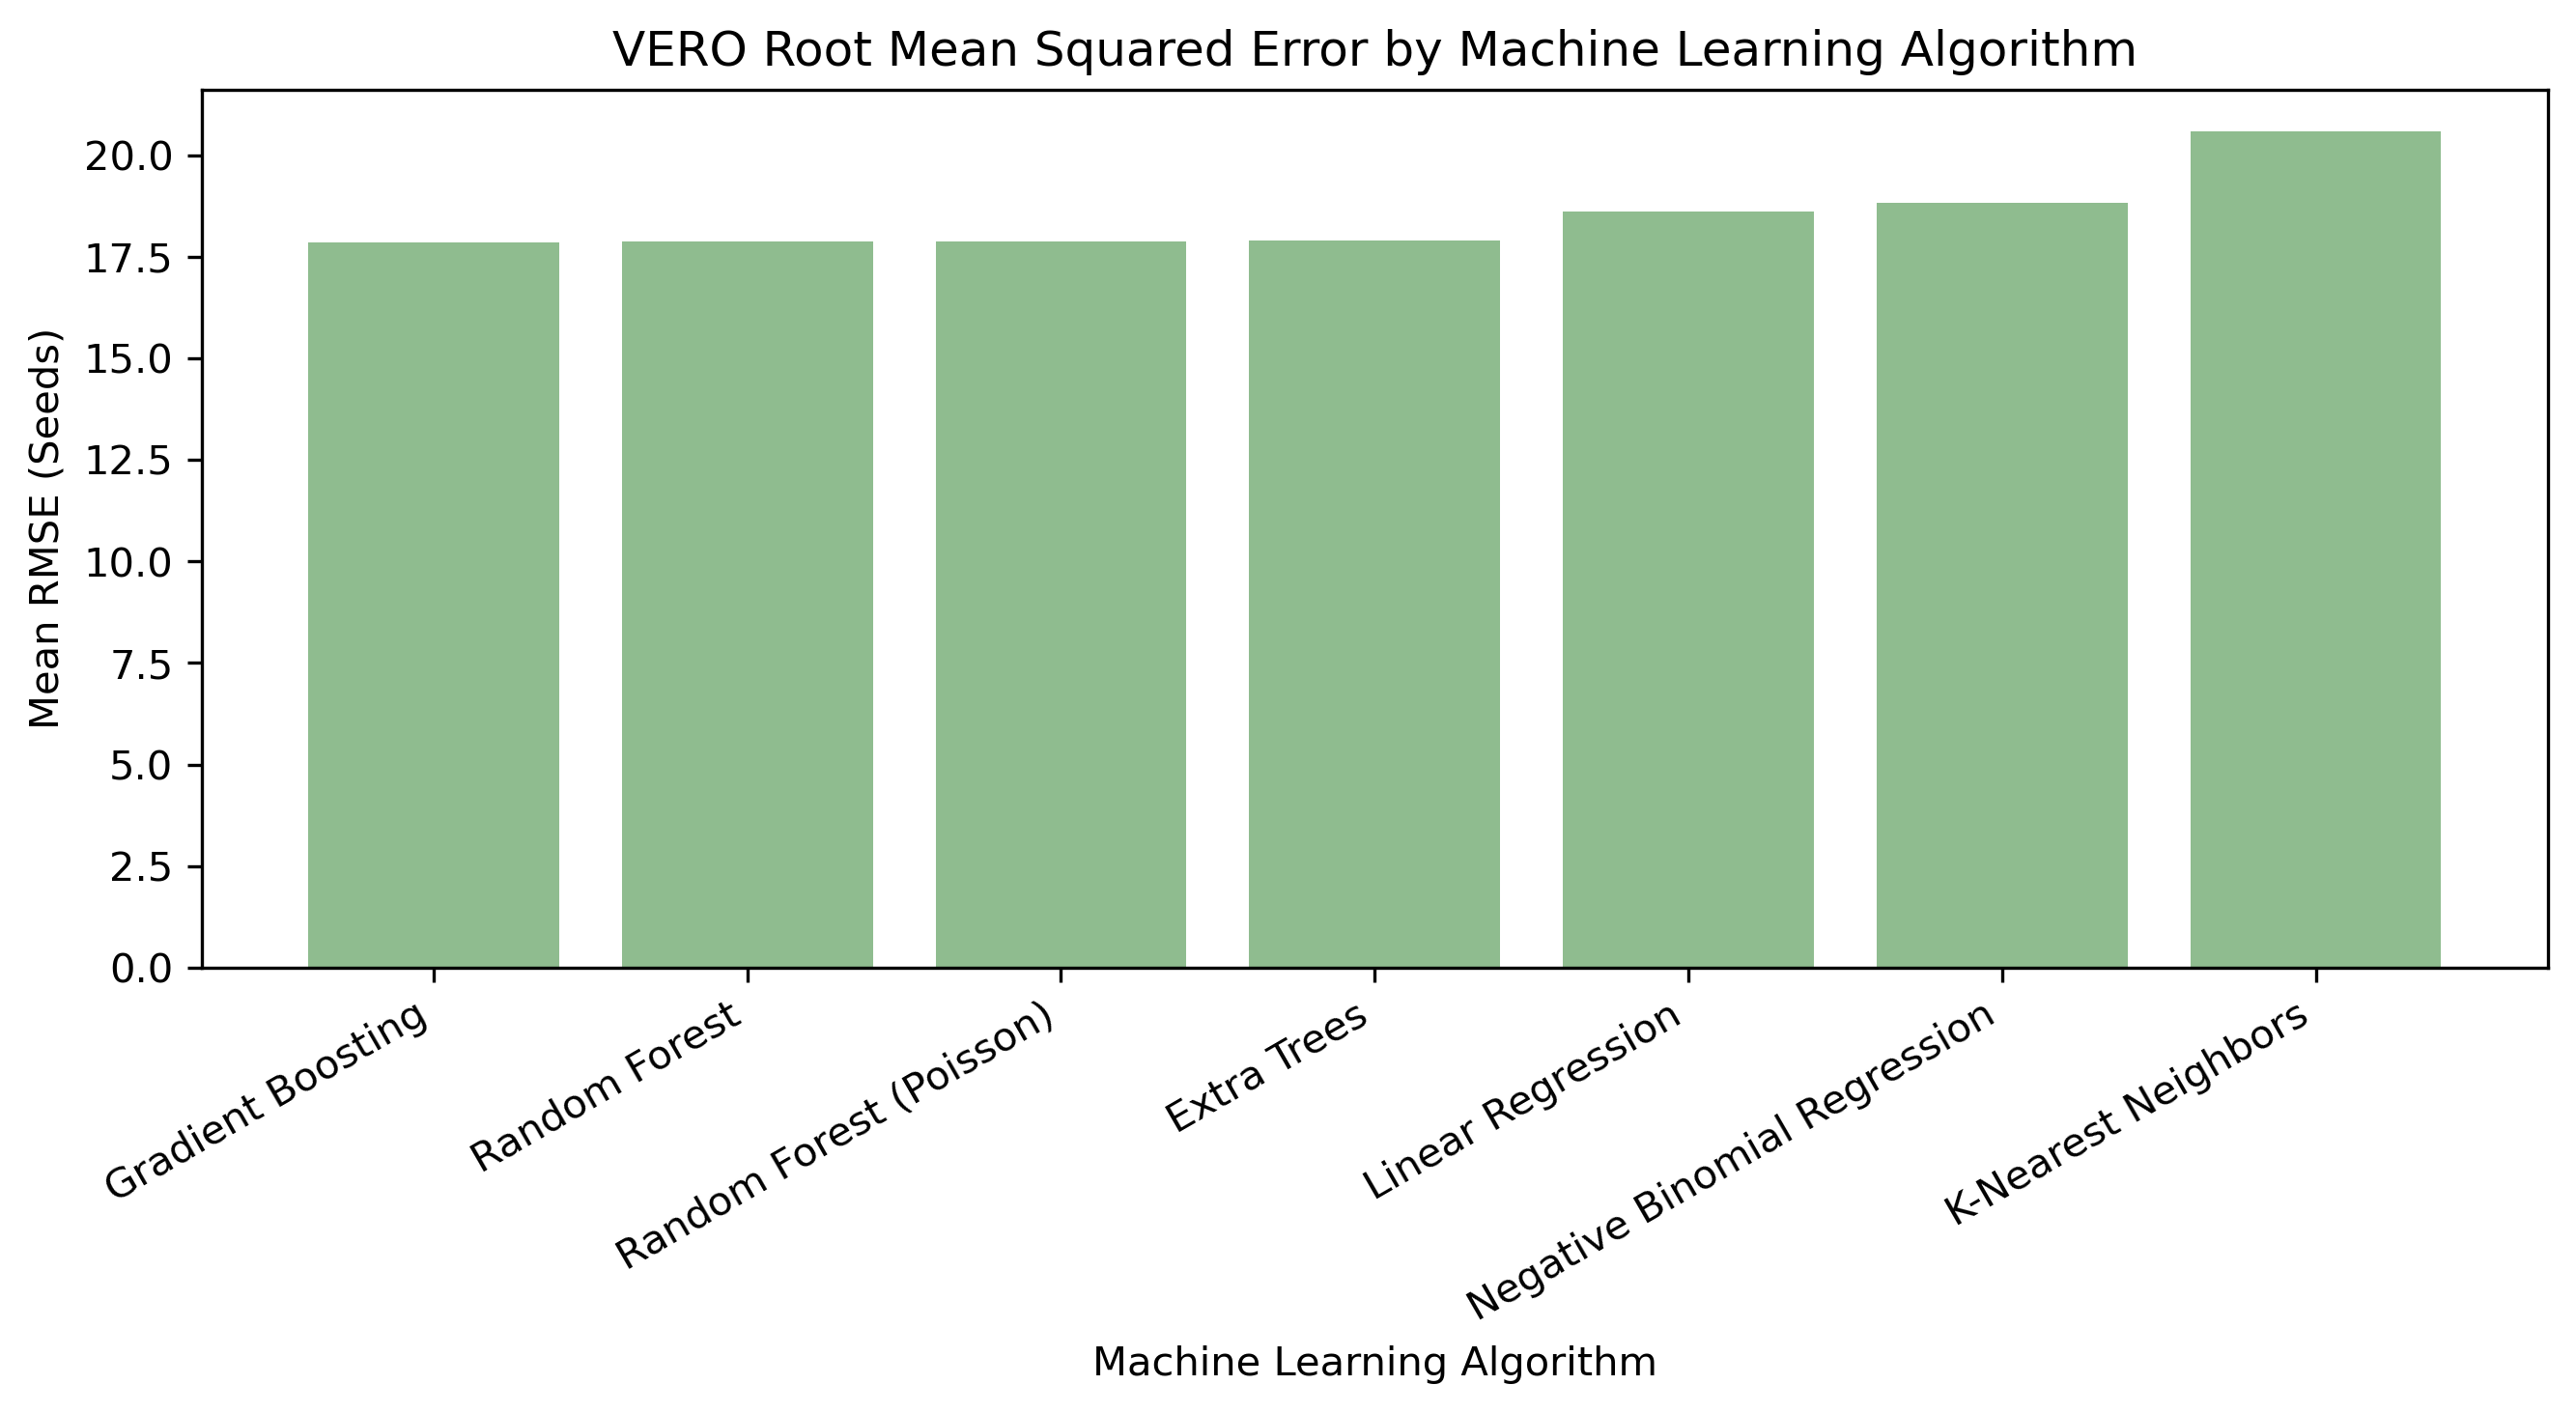 VERO Root Mean Squared Error by Machine Learning Algorithm
Mean RMSE (Seeds)
20.0
17.5
15.0
12.5
10.0
7.5
5.0
2.5
0.0
Gradient Boosting
Random Forest
Random Forest (Poisson)
Extra Trees
Linear Regression
Negative Binomial Regression
K-Nearest Neighbors
Machine Learning Algorithm